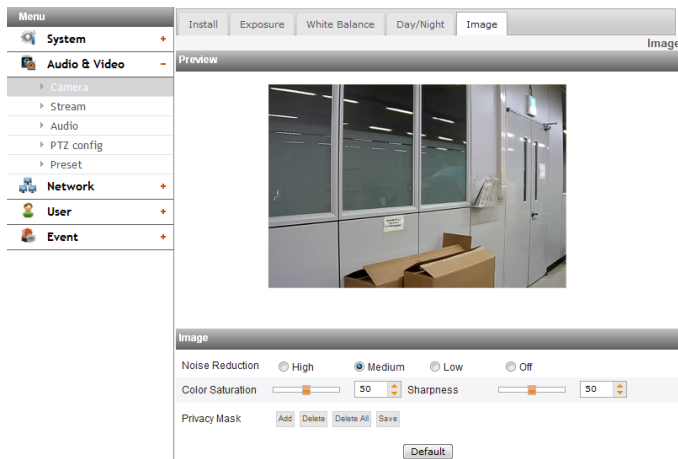 Menu
System
Audio & Video
Camera
Stream
Audio
PTZ config
Preset
Network
User
Event
Install Exposure White Balance Day/Night Image
Image
Preview
Image
Noise Reduction High Medium Low Off
Color Saturation 50 Sharpness 50
Privacy Mask Add Delete Delete All Save
Default